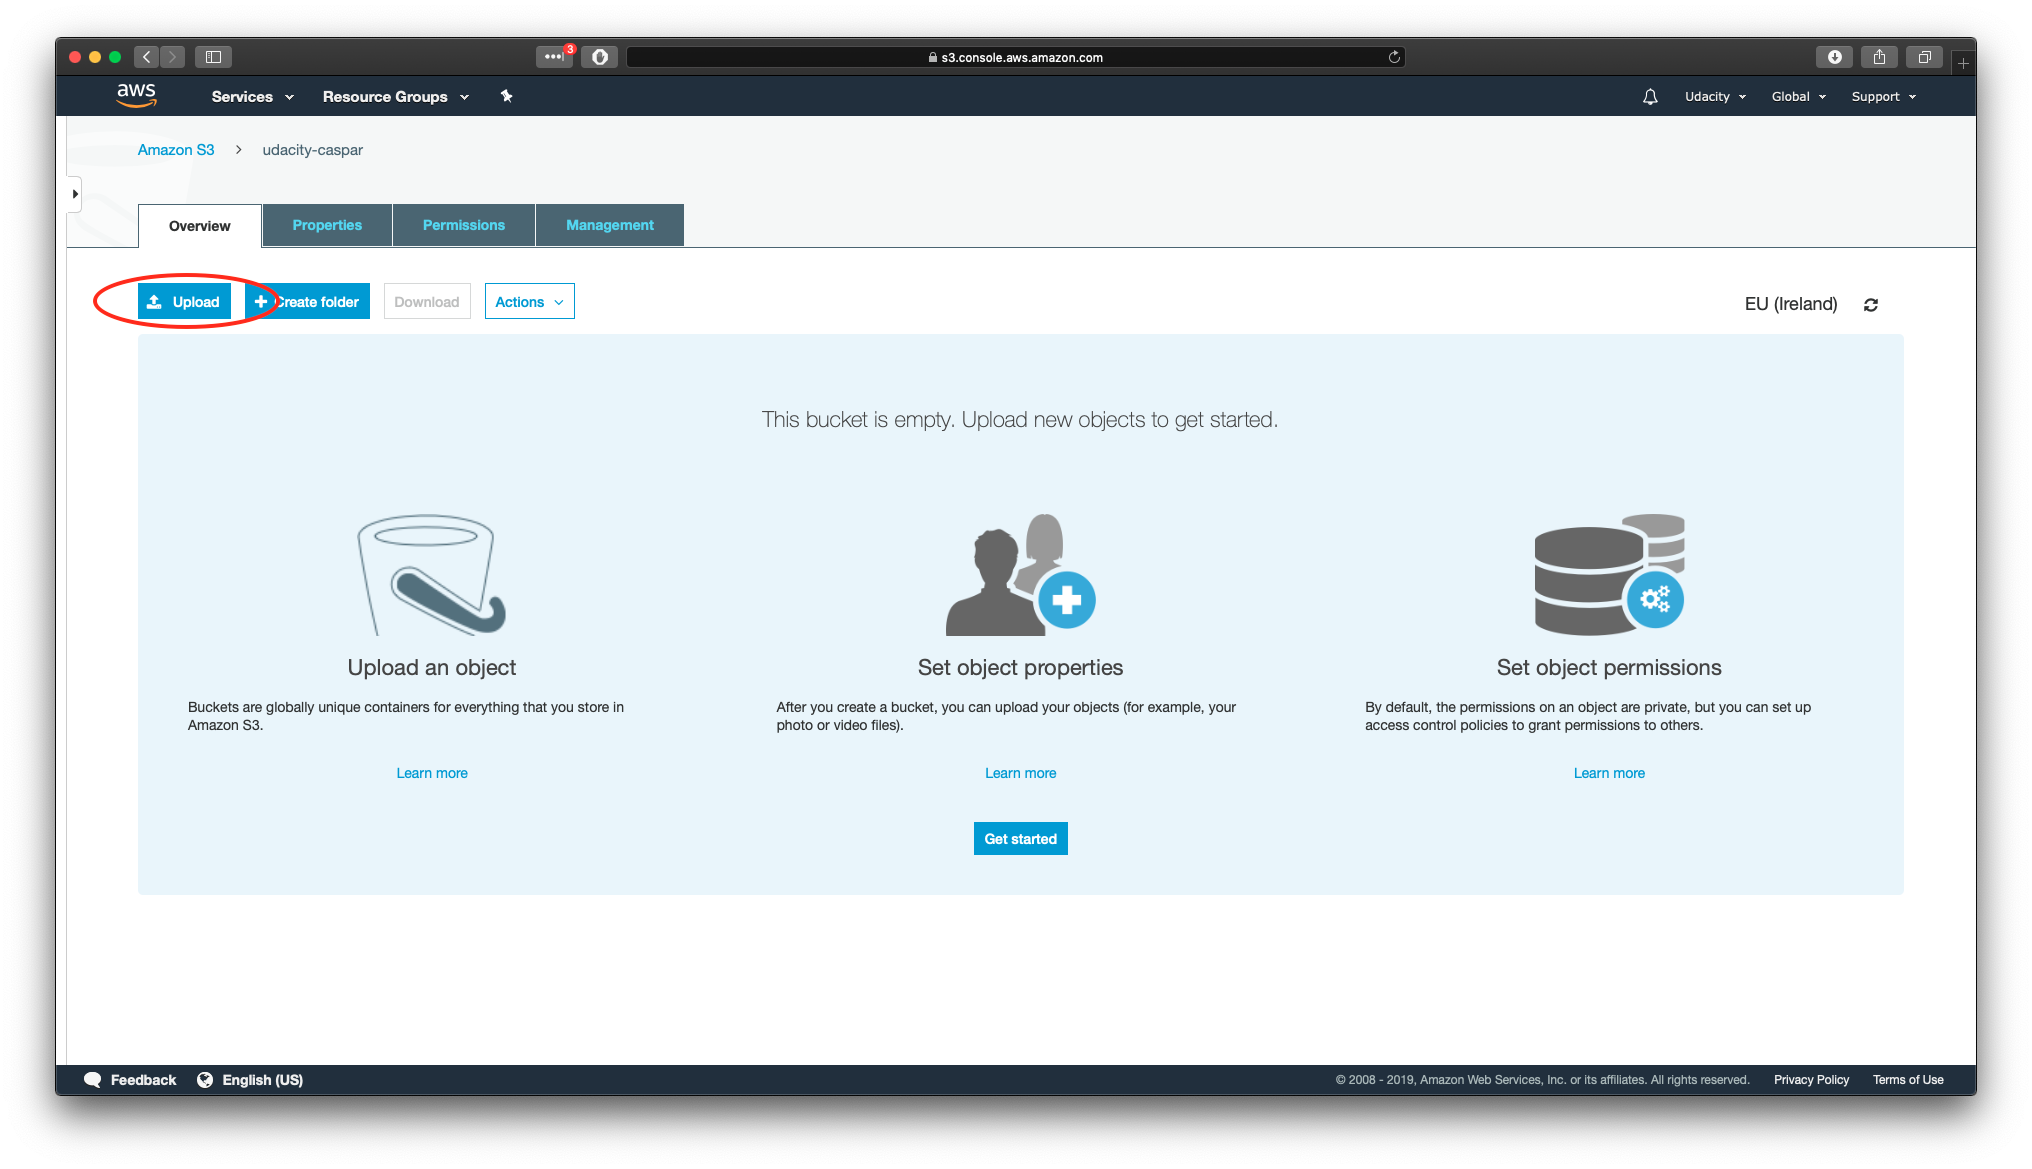 3
s3.console.aws.amazon.com
aws
Services
Resource Groups
Udacity
Global
Support
Amazon S3
udacity-caspar
Overview
Properties
Permissions
Management
Upload
Create folder
Download
Actions
EU (Ireland)
This bucket is empty. Upload new objects to get started.
Upload an object
Buckets are globally unique containers for everything that you store in
Amazon S3.
Learn more
Set object properties
After you create a bucket, you can upload your objects (for example, your
photo or video files).
Learn more
Set object permissions
By default, the permissions on an object are private, but you can set up
access control policies to grant permissions to others.
Learn more
Get started
Feedback
English (US)
© 2008 - 2019, Amazon Web Services, Inc. or its affiliates. All rights reserved.
Privacy Policy
Terms of Use